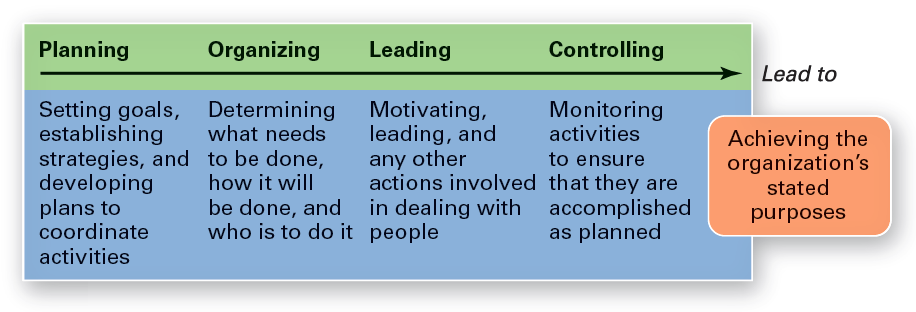 Planning
Organizing
Leading
Controlling
Lead to
Setting goals,
establishing
strategies, and
developing
plans to
coordinate
activities
Determining
what needs
to be done,
how it will
be done, and
who is to do it
Motivating,
leading, and
any other
actions involved
in dealing with
people
Monitoring
activities
to ensure
that they are
accomplished
as planned
Achieving the
organization's
stated
purposes